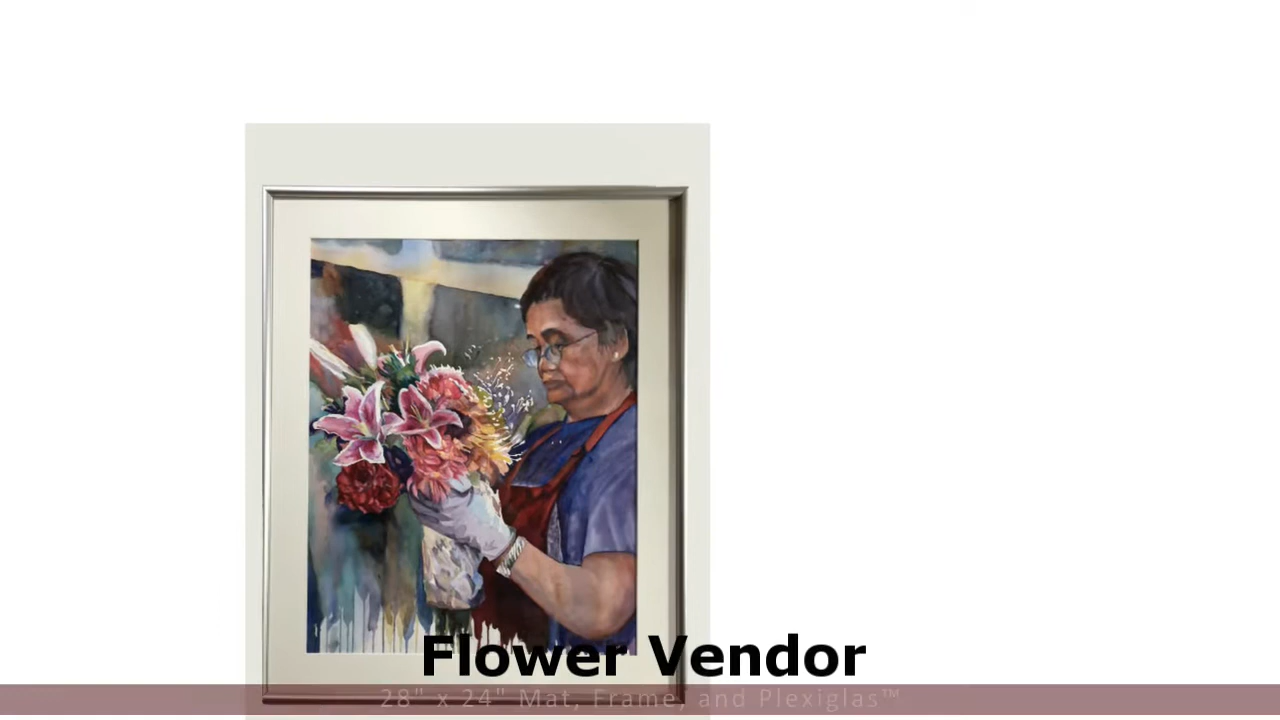 Flower Vendor
28" x 24" Mat, Frame, and Plexiglas™